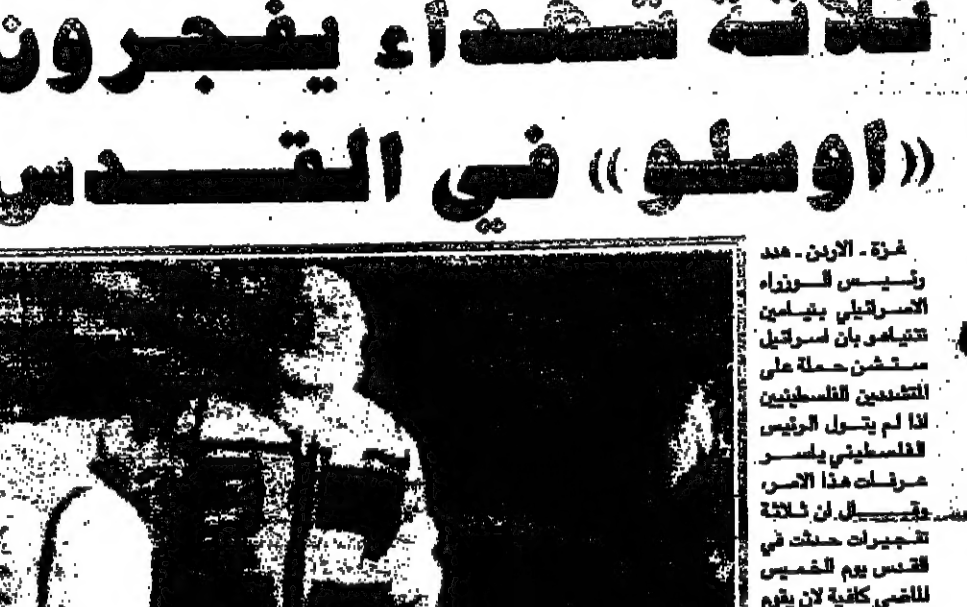 ثلاثة شهداء يفجرون
«اوسلو» في القدس
غزة - الاردن - هدد
رئيس الوزراء
الاسرائيلي بنيامين
نتنياهو بان اسرائيل
ستشن حملة على
المتشددين الفلسطينيين
اذا لم يتول الرئيس
الفلسطيني ياسر
عرفات هذا الامر،
وقال ان ثلاثة
تفجيرات حدثت في
القدس يوم الخميس
الماضي كافية لان يقوم